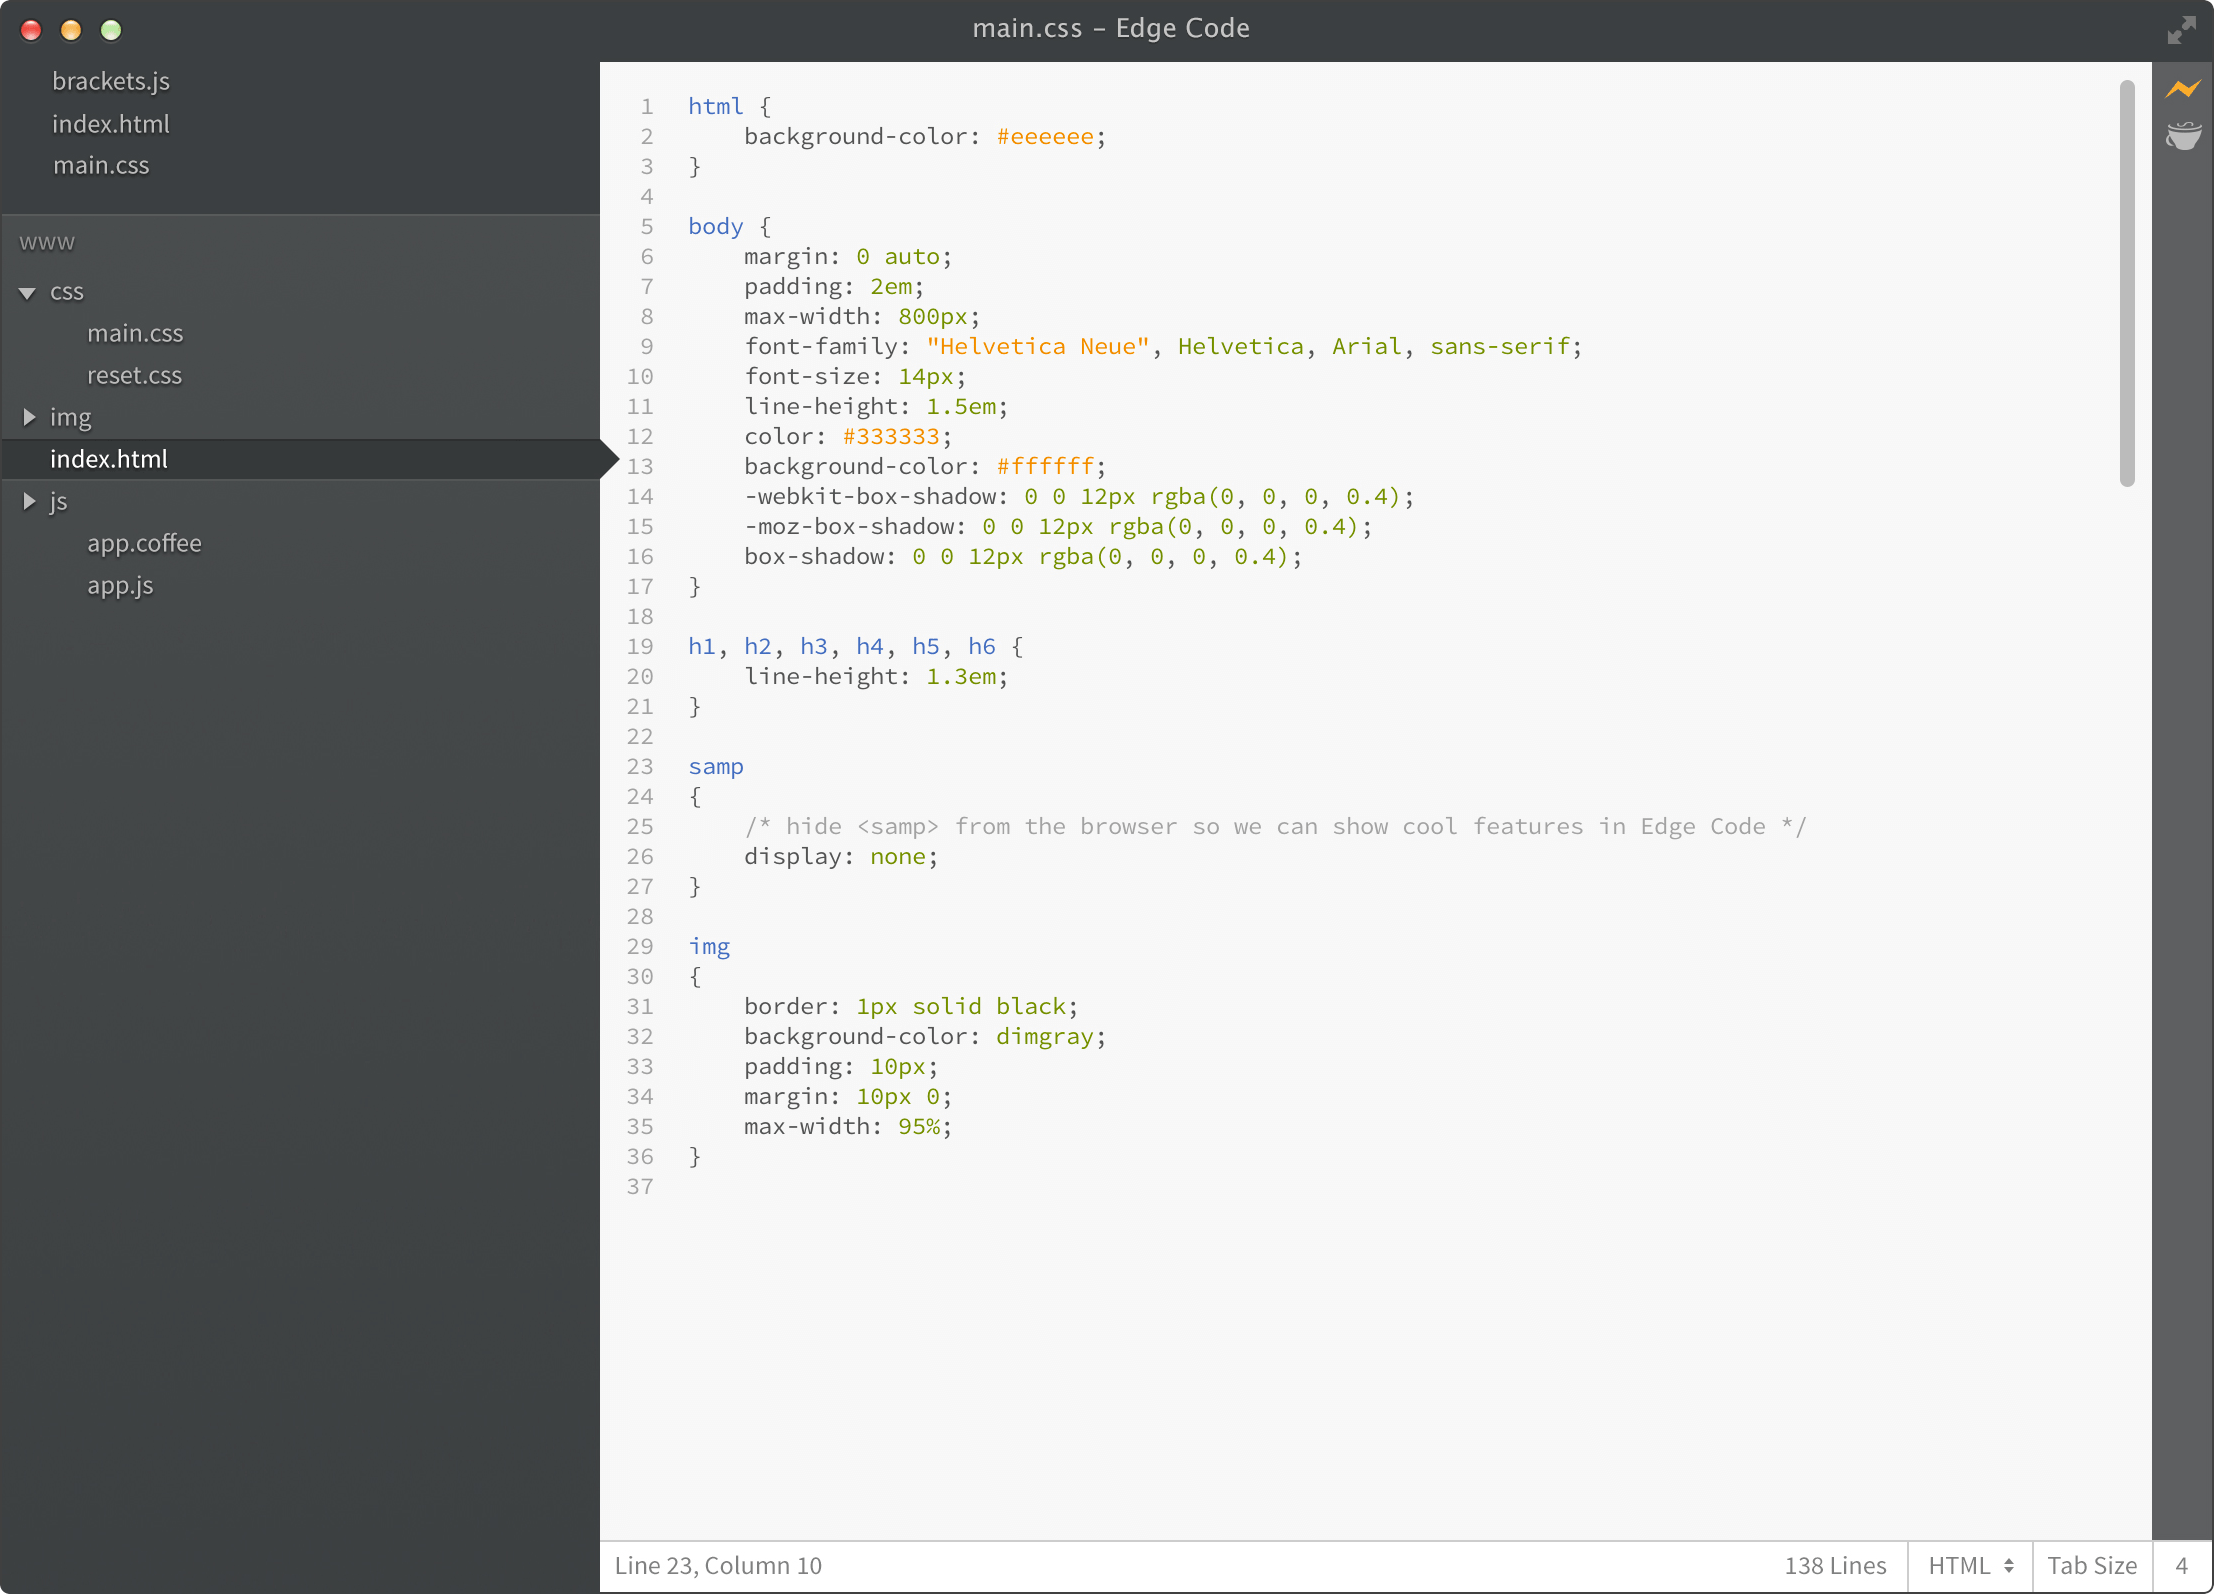 main.css – Edge Code
brackets.js
index.html
main.css
www
css
main.css
reset.css
img
index.html
js
app.coffee
app.js
1 html {
2     background-color: #eeeeee;
3 }
4
5 body {
6     margin: 0 auto;
7     padding: 2em;
8     max-width: 800px;
9     font-family: "Helvetica Neue", Helvetica, Arial, sans-serif;
10     font-size: 14px;
11     line-height: 1.5em;
12     color: #333333;
13     background-color: #ffffff;
14     -webkit-box-shadow: 0 0 12px rgba(0, 0, 0, 0.4);
15     -moz-box-shadow: 0 0 12px rgba(0, 0, 0, 0.4);
16     box-shadow: 0 0 12px rgba(0, 0, 0, 0.4);
17 }
18
19 h1, h2, h3, h4, h5, h6 {
20     line-height: 1.3em;
21 }
22
23 samp
24 {
25     /* hide <samp> from the browser so we can show cool features in Edge Code */
26     display: none;
27 }
28
29 img
30 {
31     border: 1px solid black;
32     background-color: dimgray;
33     padding: 10px;
34     margin: 10px 0;
35     max-width: 95%;
36 }
37
Line 23, Column 10 138 Lines HTML Tab Size 4